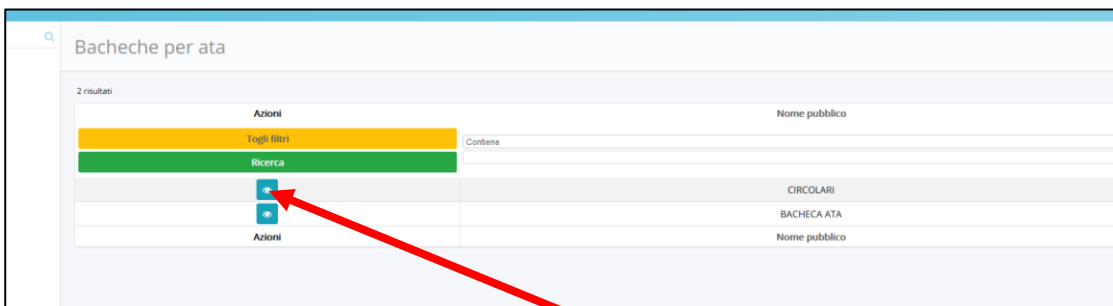 Bacheche per ata
2 risultati
Azioni Nome pubblico
Togli filtri Contiene
Ricerca
CIRCOLARI
BACHECA ATA
Azioni Nome pubblico